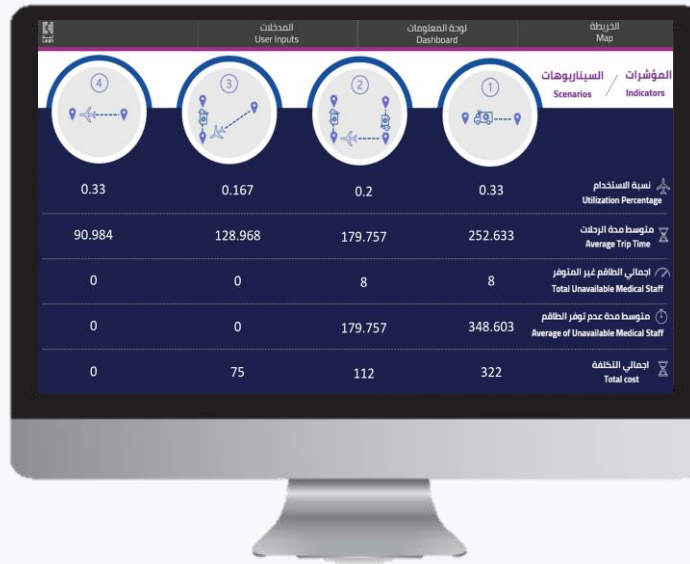 الخريطة
Map
لوحة المعلومات
Dashboard
المدخلات
User Inputs
المؤشرات / السيناريوهات
Indicators / Scenarios
1
2
3
4
نسبة الاستخدام
Utilization Percentage
0.33 0.2 0.167 0.33
متوسط مدة الرحلات
Average Trip Time
252.633 179.757 128.968 90.984
اجمالي الطاقم غير المتوفر
Total Unavailable Medical Staff
8 8 0 0
متوسط مدة عدم توفر الطاقم
Average of Unavailable Medical Staff
348.603 179.757 0 0
اجمالي التكلفة
Total cost
322 112 75 0